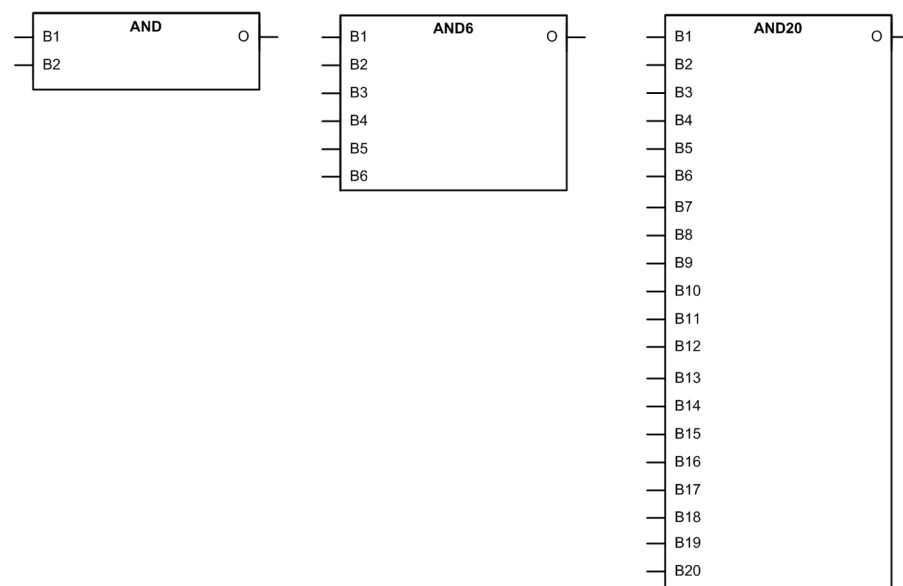 AND
B1 O
B2
AND6
B1 O
B2
B3
B4
B5
B6
AND20
B1 O
B2
B3
B4
B5
B6
B7
B8
B9
B10
B11
B12
B13
B14
B15
B16
B17
B18
B19
B20